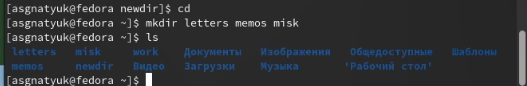 [asgnatyuk@fedora newdir]$ cd
[asgnatyuk@fedora ~]$ mkdir letters memos misk
[asgnatyuk@fedora ~]$ ls
letters misk work Документы Изображения Общедоступные Шаблоны
memos newdir Видео Загрузки Музыка 'Рабочий стол'
[asgnatyuk@fedora ~]$